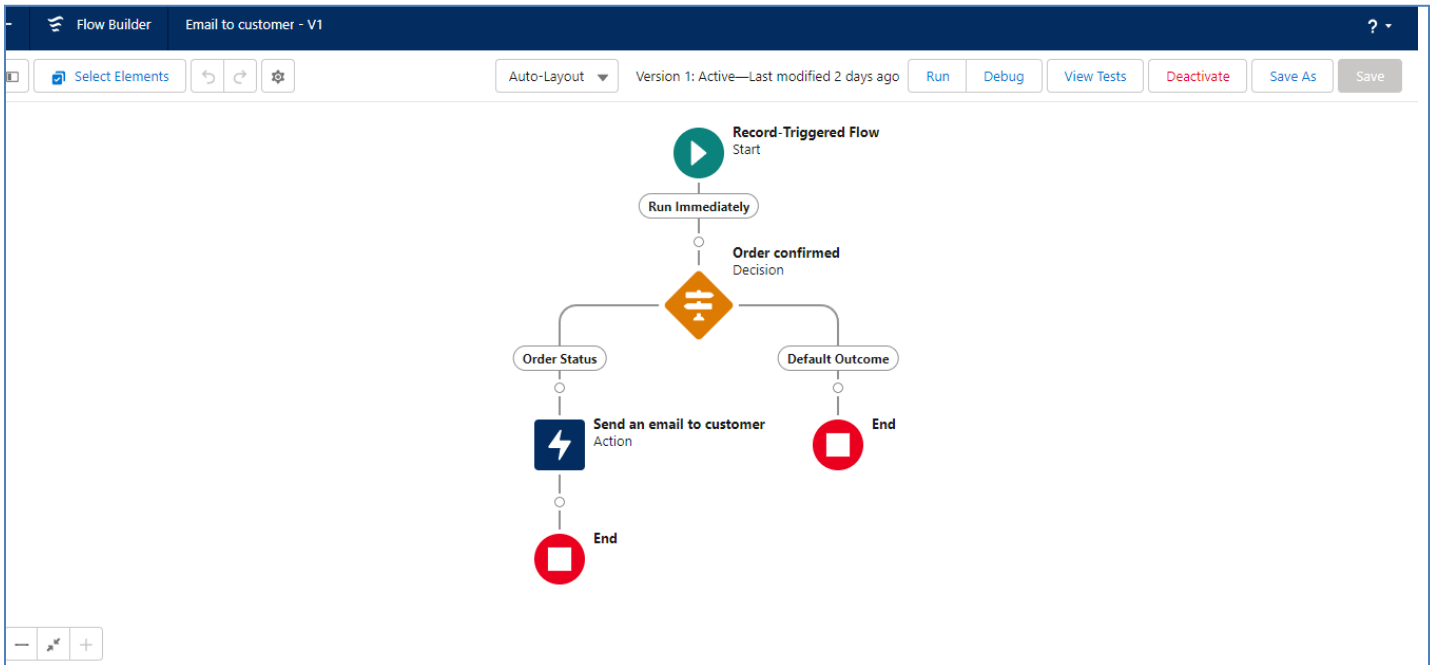 Flow Builder
Email to customer - V1
? 
Select Elements
Auto-Layout
Version 1: Active—Last modified 2 days ago
Run
Debug
View Tests
Deactivate
Save As
Save
Record-Triggered Flow
Start
Run Immediately
Order confirmed
Decision
Order Status
Default Outcome
Send an email to customer
Action
End
End